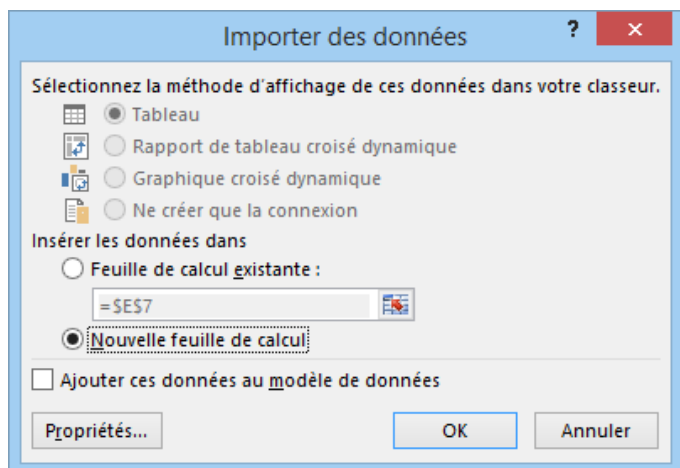 Importer des données
?
Sélectionnez la méthode d'affichage de ces données dans votre classeur.
Tableau
Rapport de tableau croisé dynamique
Graphique croisé dynamique
Ne créer que la connexion
Insérer les données dans
Feuille de calcul existante :
=$E$7
Nouvelle feuille de calcul
Ajouter ces données au modèle de données
Propriétés... OK Annuler